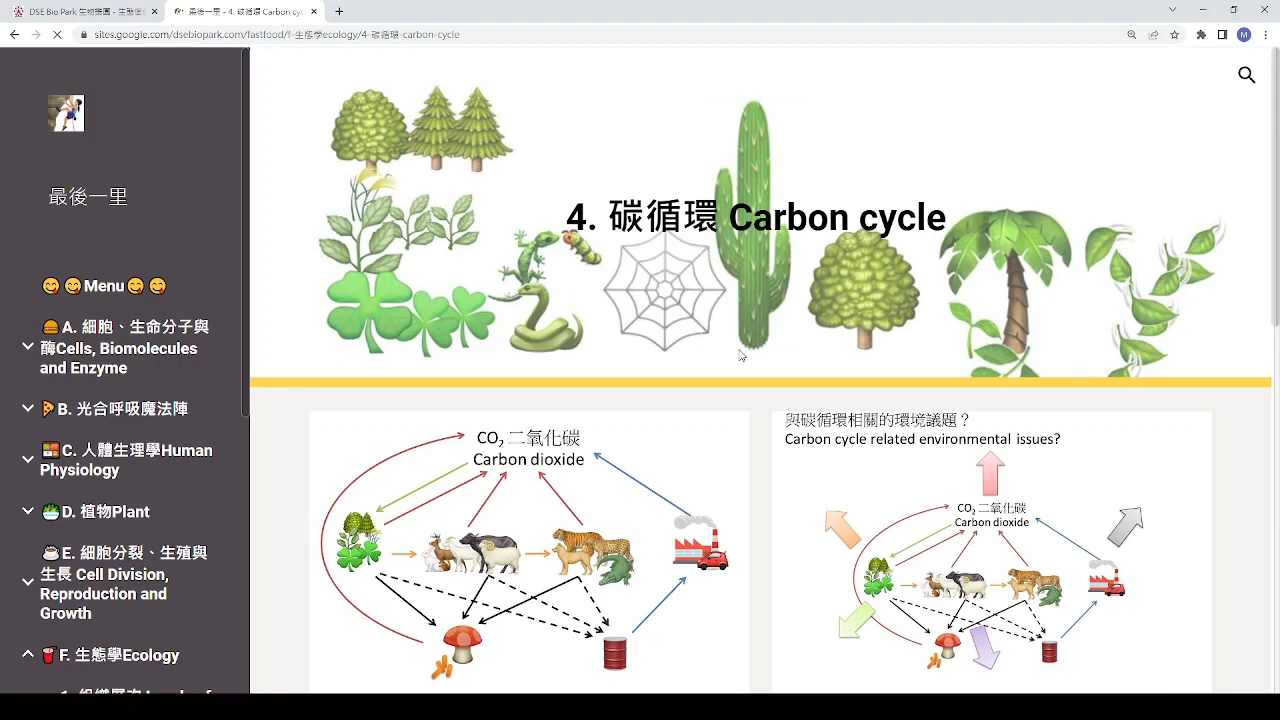 DSE Bio Park 生物樂園 - 生態
最後一里 - 4. 碳循環 Carbon cyc
sites.google.com/dsebiopark.com/fastfood/f-生態學ecology/4-碳循環-carbon-cycle
M
最後一里
😋 😋Menu😋 😋
🍔A. 細胞、生命分子與
酶Cells, Biomolecules
and Enzyme
🍕B. 光合呼吸魔法陣
🍱C. 人體生理學Human
Physiology
D. 植物Plant
E. 細胞分裂、生殖與
生長 Cell Division,
Reproduction and
Growth
F. 生態學Ecology
4. 碳循環 Carbon cycle
CO₂ 二氧化碳
Carbon dioxide
與碳循環相關的環境議題？
Carbon cycle related environmental issues?
CO₂ 二氧化碳
Carbon dioxide